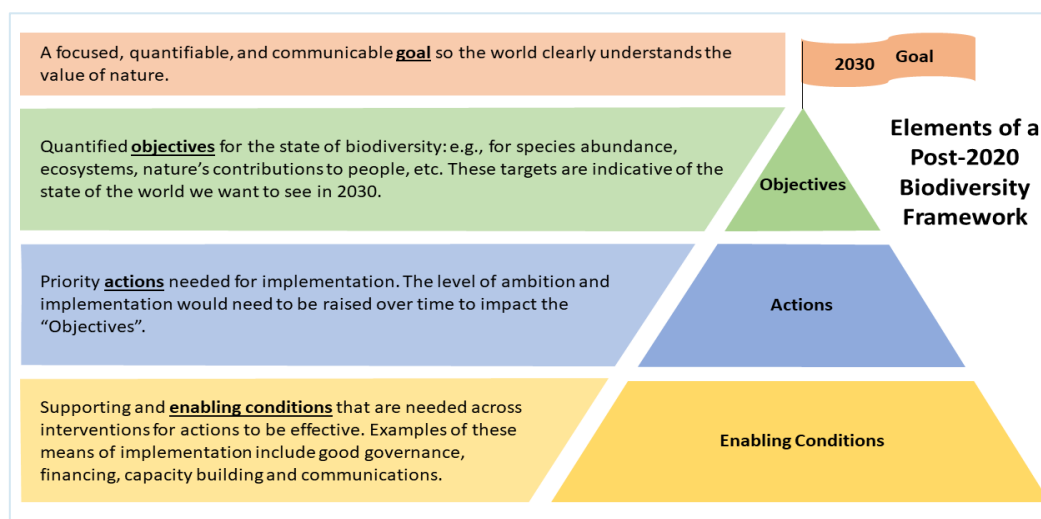 A focused, quantifiable, and communicable goal so the world clearly understands the
value of nature.
2030 Goal
Elements of a
Post-2020
Biodiversity
Framework
Quantified objectives for the state of biodiversity: e.g., for species abundance,
ecosystems, nature's contributions to people, etc. These targets are indicative of the
state of the world we want to see in 2030.
Objectives
Priority actions needed for implementation. The level of ambition and
implementation would need to be raised over time to impact the
“Objectives”.
Actions
Supporting and enabling conditions that are needed across
interventions for actions to be effective. Examples of these
means of implementation include good governance,
financing, capacity building and communications.
Enabling Conditions